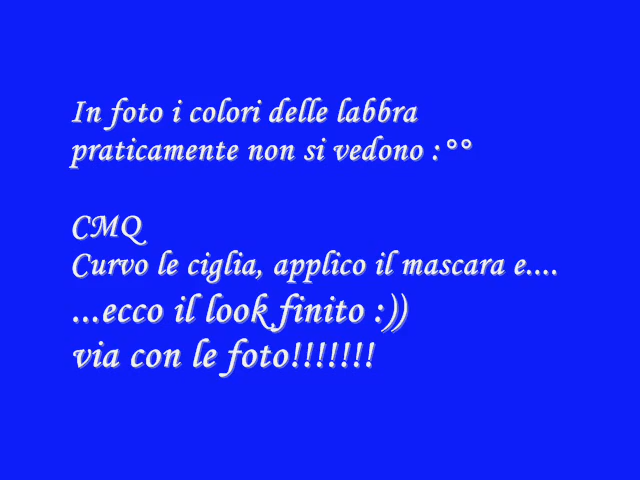 In foto i colori delle labbra
praticamente non si vedono :°°
CMQ
Curvo le ciglia, applico il mascara e....
...ecco il look finito :))
via con le foto!!!!!!!